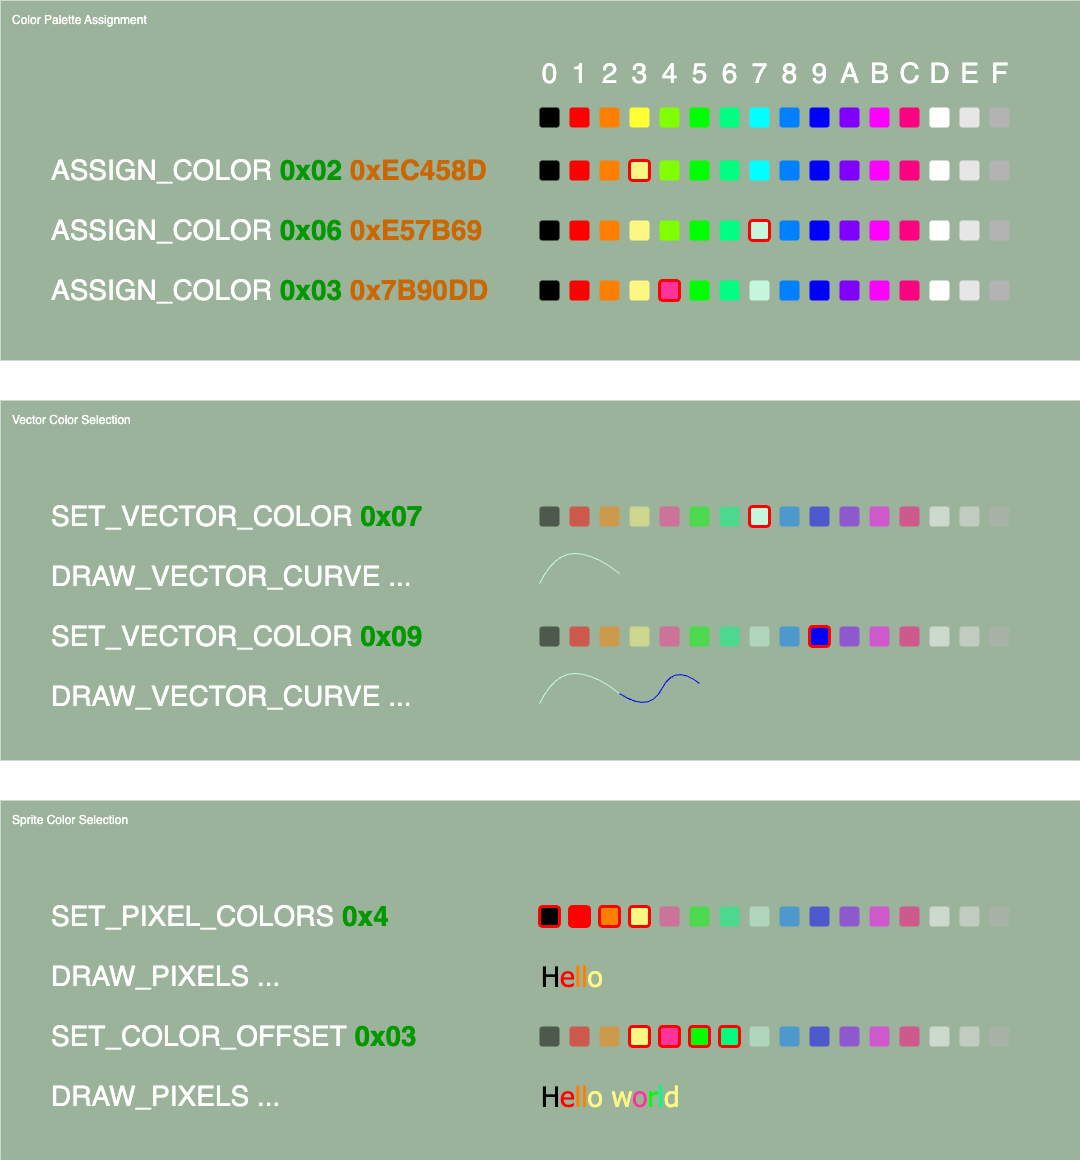 Color Palette Assignment
0 1 2 3 4 5 6 7 8 9 A B C D E F
ASSIGN_COLOR 0x02 0xEC458D
ASSIGN_COLOR 0x06 0xE57B69
ASSIGN_COLOR 0x03 0x7B90DD
Vector Color Selection
SET_VECTOR_COLOR 0x07
DRAW_VECTOR_CURVE ...
SET_VECTOR_COLOR 0x09
DRAW_VECTOR_CURVE ...
Sprite Color Selection
SET_PIXEL_COLORS 0x4
DRAW_PIXELS ... Hello
SET_COLOR_OFFSET 0x03
DRAW_PIXELS ... Hello world